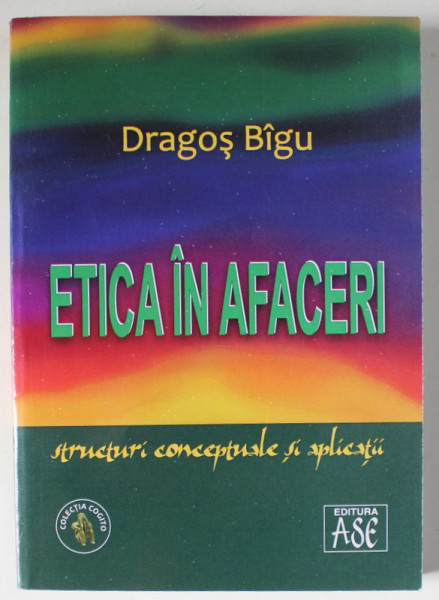 Dragoş Bîgu
ETICA ÎN AFACERI
structuri conceptuale şi aplicaţii
COLECŢIA COGITO
EDITURA
ASE